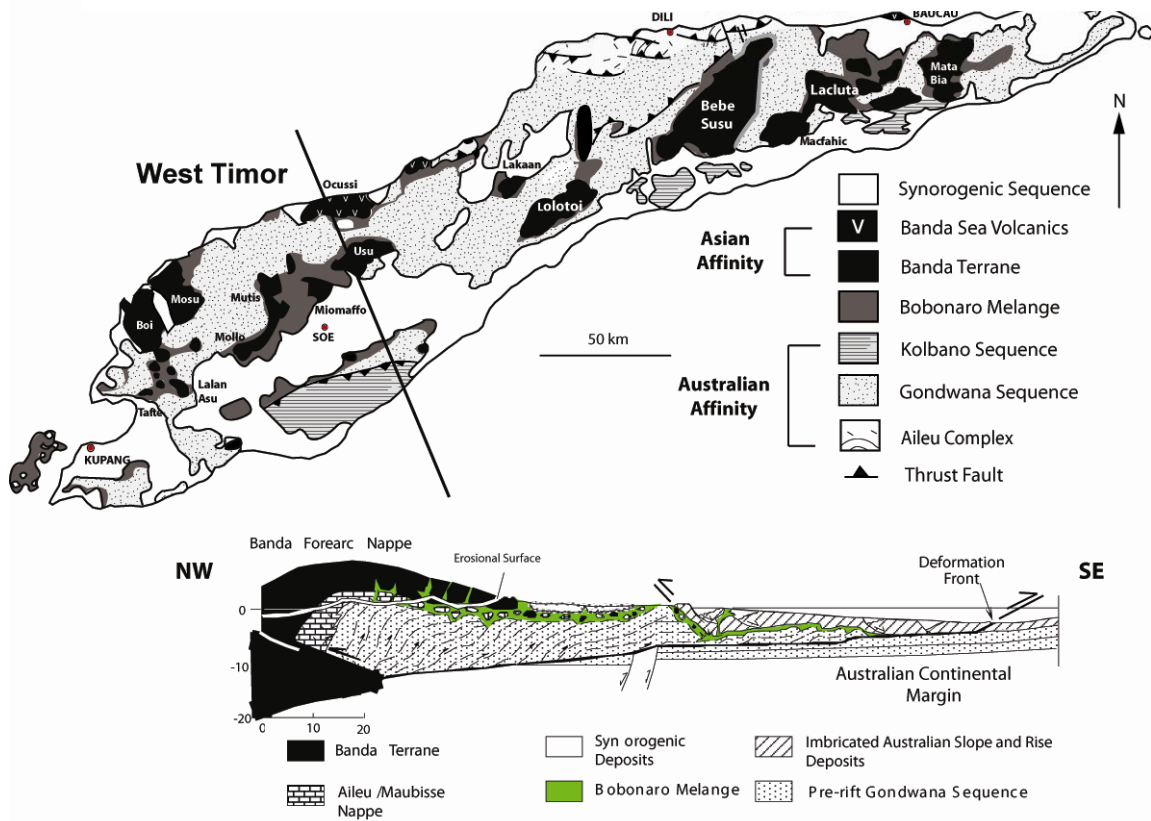 DILI
BAUCAU
Mata
Bia
Lacluta
Bebe
Susu
Macfahic
N
West Timor
Ocussi
Lakaan
Lolotoi
Usu
Mosu
Mutis
Boi
Miomaffo
SOE
Mollo
Lalan
Asu
Tafte
KUPANG
50 km
Synorogenic Sequence
V Banda Sea Volcanics
Asian
Affinity
Banda Terrane
Bobonaro Melange
Kolbano Sequence
Australian
Affinity
Gondwana Sequence
Aileu Complex
Thrust Fault
Banda Forearc Nappe
NW
Erosional Surface
Deformation
Front
SE
0
-10
-20
0 10 20
Australian Continental
Margin
Banda Terrane
Syn orogenic
Deposits
Imbricated Australian Slope and Rise
Deposits
Aileu /Maubisse
Nappe
Bobonaro Melange
Pre-rift Gondwana Sequence